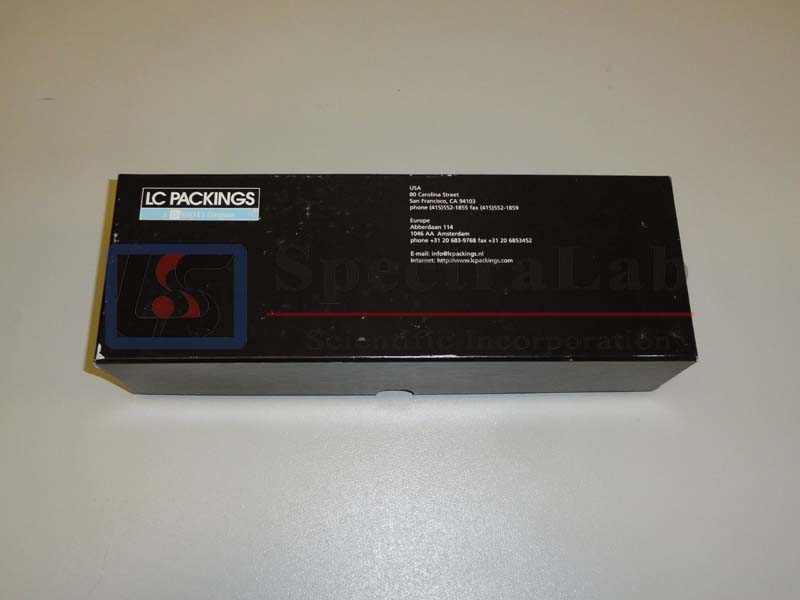 LC PACKINGS
USA
80 Carolina Street
San Francisco, CA 94103
phone (415)552-1855 fax (415)552-1859
Europe
Abberdaan 114
1046 AA Amsterdam
phone +31 20 683-9768 fax +31 20 6853452
E-mail: info@lcpackings.nl
Internet: http://www.lcpackings.com
SpectraLab
Scientific Incorporation